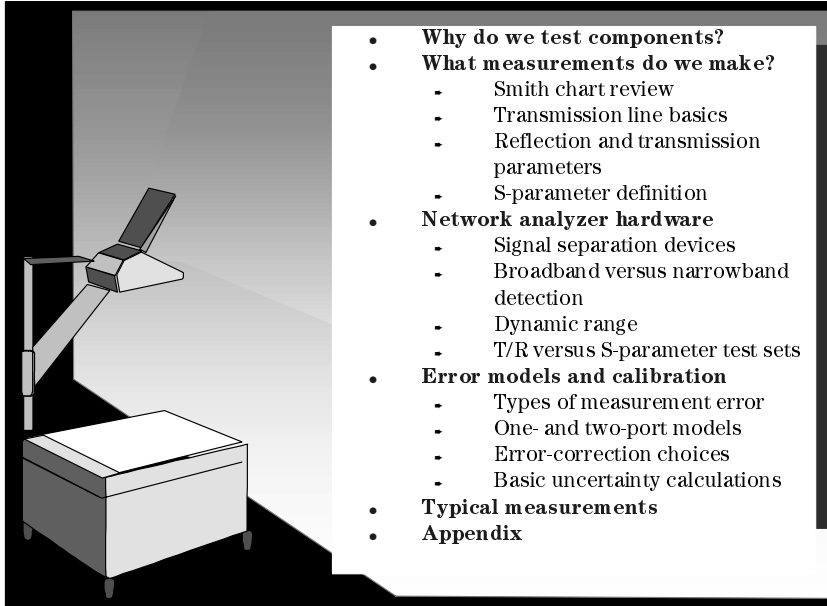 • Why do we test components?
• What measurements do we make?
Smith chart review
Transmission line basics
Reflection and transmission
parameters
S-parameter definition
• Network analyzer hardware
Signal separation devices
Broadband versus narrowband
detection
Dynamic range
T/R versus S-parameter test sets
• Error models and calibration
Types of measurement error
One- and two-port models
Error-correction choices
Basic uncertainty calculations
• Typical measurements
• Appendix